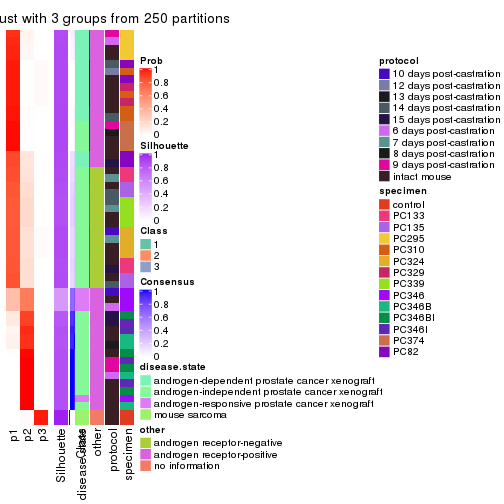 ust with 3 groups from 250 partitions
Prob
1
0.8
0.6
0.4
0.2
0
Silhouette
1
0.8
0.6
0.4
0.2
0
Class
1
2
3
Consensus
1
0.8
0.6
0.4
0.2
0
disease.state
androgen-dependent prostate cancer xenograft
androgen-independent prostate cancer xenograft
androgen-responsive prostate cancer xenograft
mouse sarcoma
other
androgen receptor-negative
androgen receptor-positive
no information
protocol
10 days post-castration
12 days post-castration
13 days post-castration
14 days post-castration
15 days post-castration
6 days post-castration
7 days post-castration
8 days post-castration
9 days post-castration
intact mouse
specimen
control
PC133
PC135
PC295
PC310
PC324
PC329
PC339
PC346
PC346B
PC346BI
PC346I
PC374
PC82
p1
p2
p3
Silhouette
disease.state
other
protocol
specimen